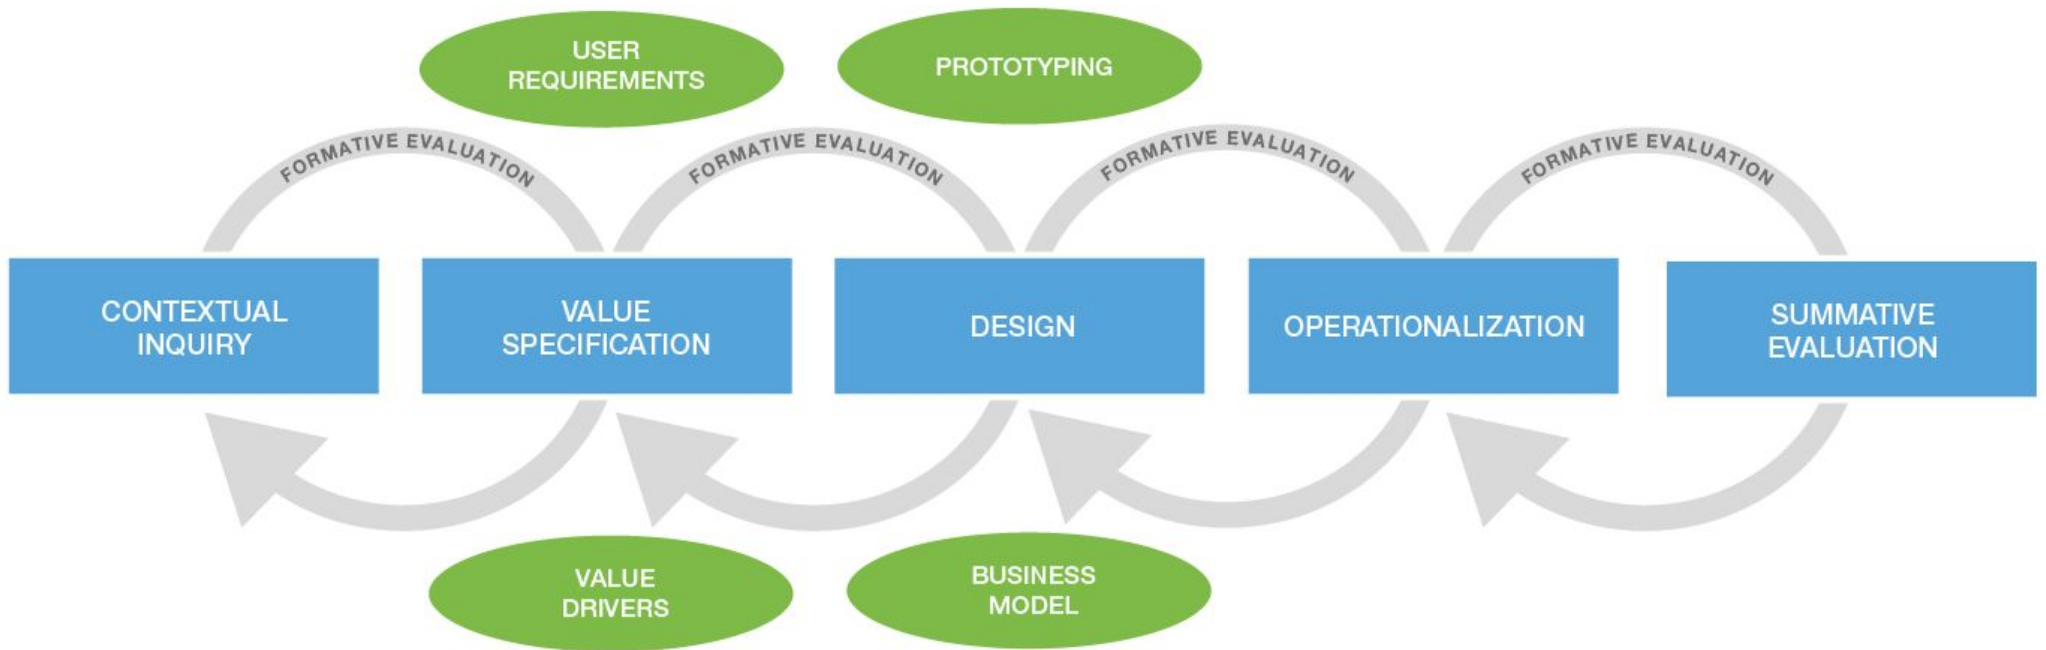 USER
REQUIREMENTS
PROTOTYPING
FORMATIVE EVALUATION
FORMATIVE EVALUATION
FORMATIVE EVALUATION
FORMATIVE EVALUATION
CONTEXTUAL
INQUIRY
VALUE
SPECIFICATION
DESIGN
OPERATIONALIZATION
SUMMATIVE
EVALUATION
VALUE
DRIVERS
BUSINESS
MODEL